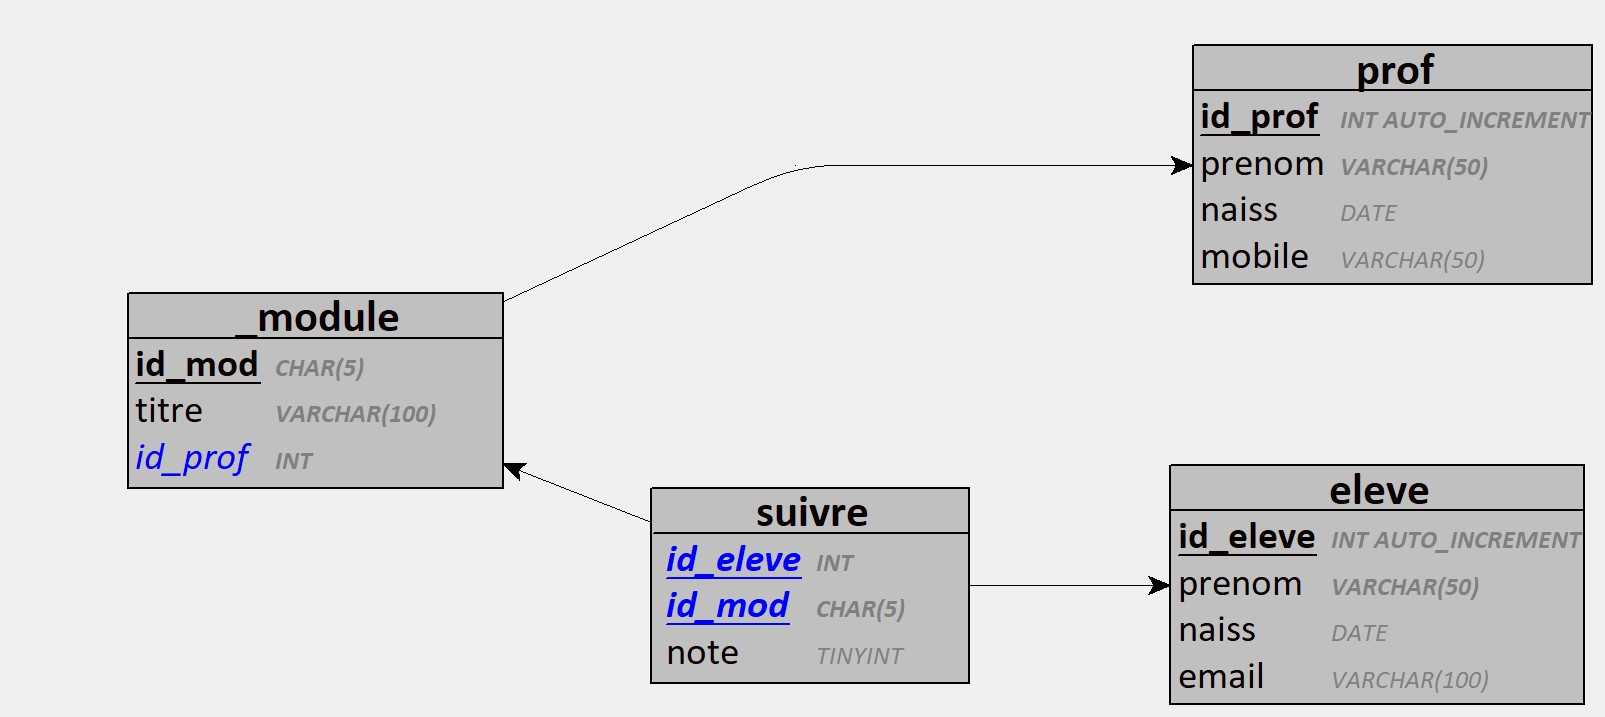 prof
id_prof INT AUTO_INCREMENT
prenom VARCHAR(50)
naiss DATE
mobile VARCHAR(50)
_module
id_mod CHAR(5)
titre VARCHAR(100)
id_prof INT
suivre
id_eleve INT
id_mod CHAR(5)
note TINYINT
eleve
id_eleve INT AUTO_INCREMENT
prenom VARCHAR(50)
naiss DATE
email VARCHAR(100)